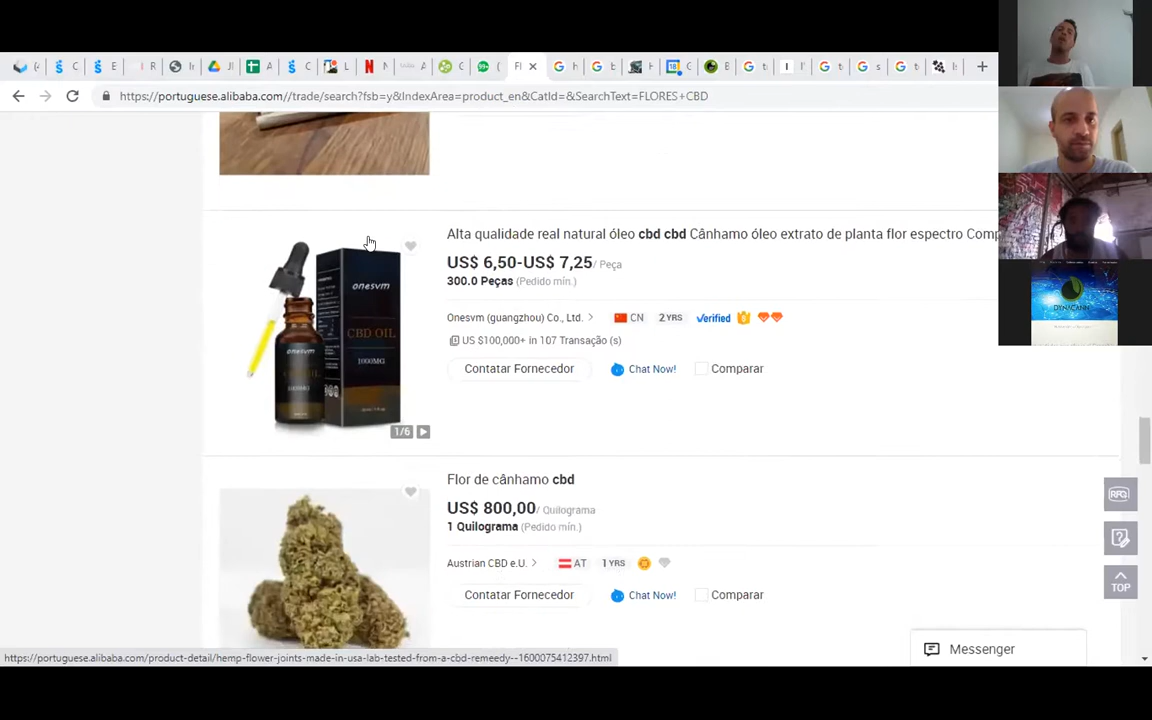 https://portuguese.alibaba.com//trade/search?fsb=y&IndexArea=product_en&CatId=&SearchText=FLORES+CBD
Alta qualidade real natural óleo cbd cbd Cânhamo óleo extrato de planta flor espectro Comp
US$ 6,50-US$ 7,25/ Peça
300.0 Peças (Pedido mín.)
onesvm
CBD OIL
1000MG
onesvm
Onesvm (guangzhou) Co., Ltd. > CN 2 YRS Verified
US $100,000+ in 107 Transação (s)
Contatar Fornecedor Chat Now! Comparar
1/6
Flor de cânhamo cbd
US$ 800,00/ Quilograma
1 Quilograma (Pedido mín.)
Austrian CBD e.U. > AT 1 YRS
Contatar Fornecedor Chat Now! Comparar
RFQ
TOP
Messenger
https://portuguese.alibaba.com/product-detail/hemp-flower-joints-made-in-usa-lab-tested-from-a-cbd-remeedy--1600075412397.html
DYNACANN